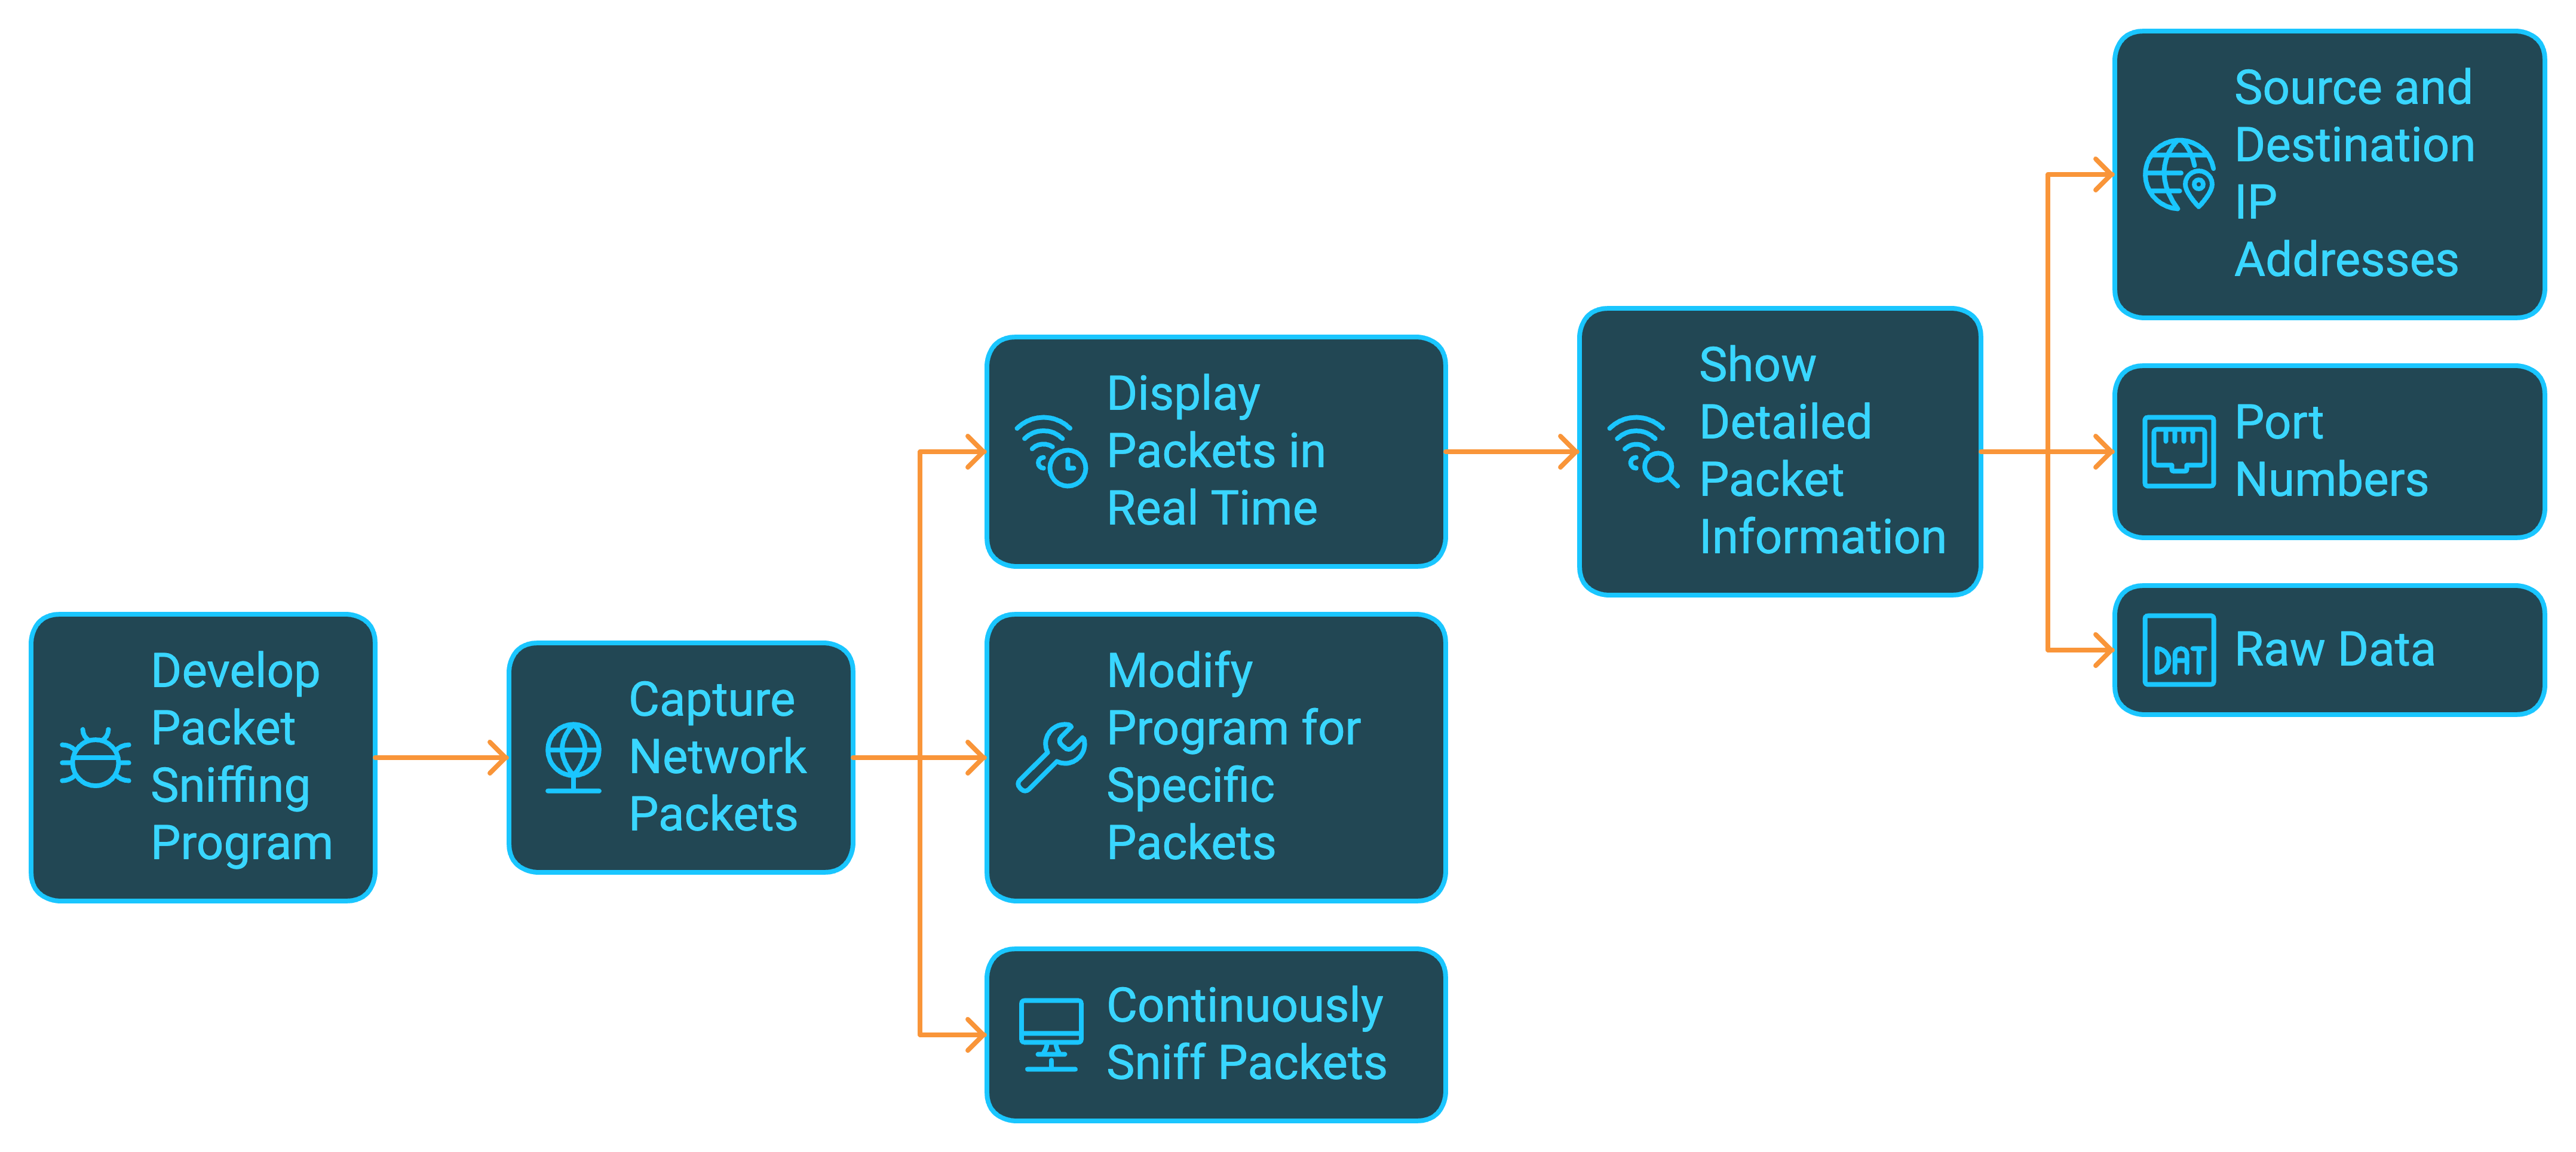 Develop
Packet
Sniffing
Program
Capture
Network
Packets
Display
Packets in
Real Time
Modify
Program for
Specific
Packets
Continuously
Sniff Packets
Show
Detailed
Packet
Information
Source and
Destination
IP
Addresses
Port
Numbers
DAT
Raw Data